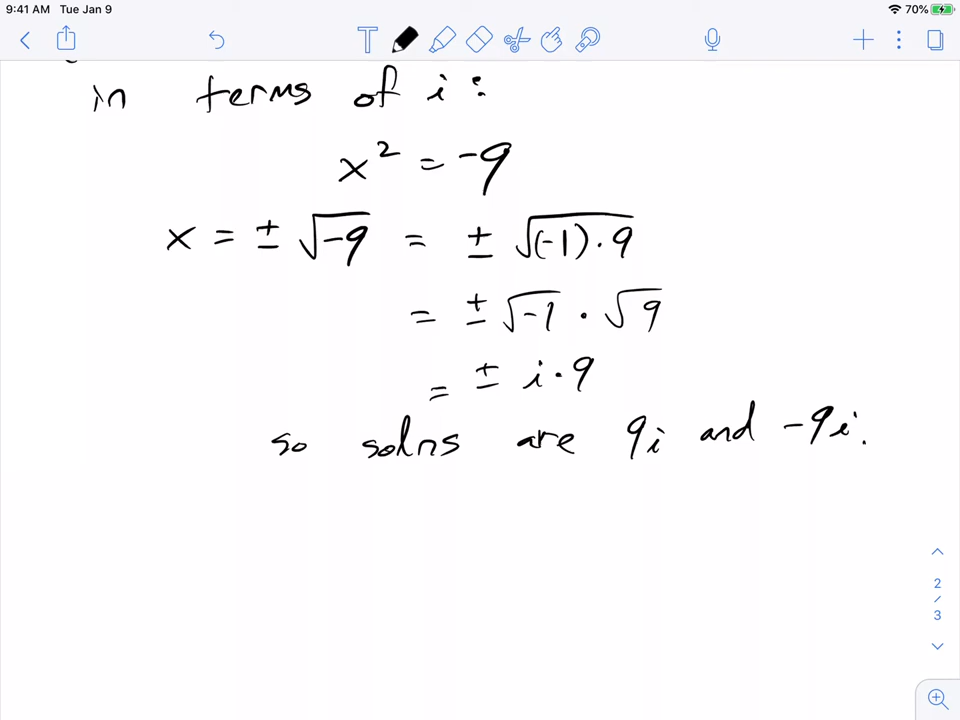 9:41 AM Tue Jan 9
70%
T
in terms of i:
x² = -9
x = ± √-9 = ± √(-1)·9
= ± √-1 · √9
= ± i·9
so solns are 9i and -9i.
2
/
3